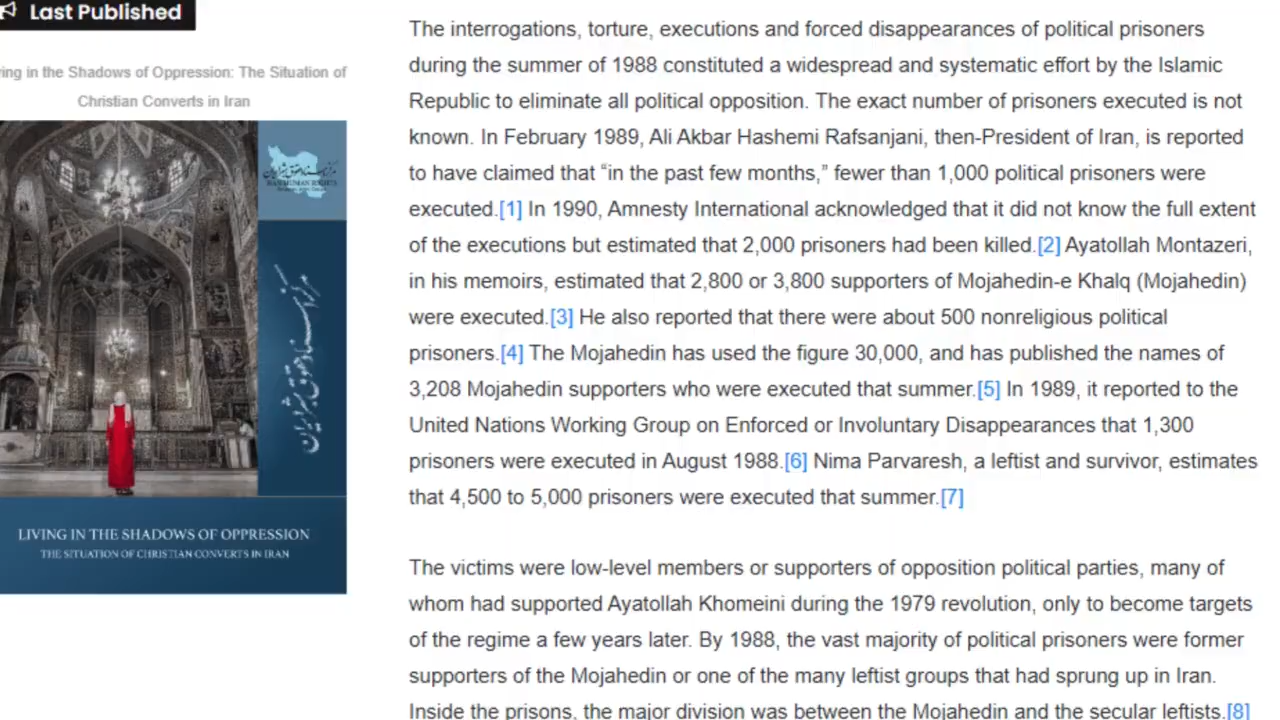 Last Published
ing in the Shadows of Oppression: The Situation of
Christian Converts in Iran
LIVING IN THE SHADOWS OF OPPRESSION
THE SITUATION OF CHRISTIAN CONVERTS IN IRAN
The interrogations, torture, executions and forced disappearances of political prisoners
during the summer of 1988 constituted a widespread and systematic effort by the Islamic
Republic to eliminate all political opposition. The exact number of prisoners executed is not
known. In February 1989, Ali Akbar Hashemi Rafsanjani, then-President of Iran, is reported
to have claimed that “in the past few months,” fewer than 1,000 political prisoners were
executed.[1] In 1990, Amnesty International acknowledged that it did not know the full extent
of the executions but estimated that 2,000 prisoners had been killed.[2] Ayatollah Montazeri,
in his memoirs, estimated that 2,800 or 3,800 supporters of Mojahedin-e Khalq (Mojahedin)
were executed.[3] He also reported that there were about 500 nonreligious political
prisoners.[4] The Mojahedin has used the figure 30,000, and has published the names of
3,208 Mojahedin supporters who were executed that summer.[5] In 1989, it reported to the
United Nations Working Group on Enforced or Involuntary Disappearances that 1,300
prisoners were executed in August 1988.[6] Nima Parvaresh, a leftist and survivor, estimates
that 4,500 to 5,000 prisoners were executed that summer.[7]
The victims were low-level members or supporters of opposition political parties, many of
whom had supported Ayatollah Khomeini during the 1979 revolution, only to become targets
of the regime a few years later. By 1988, the vast majority of political prisoners were former
supporters of the Mojahedin or one of the many leftist groups that had sprung up in Iran.
Inside the prisons, the major division was between the Mojahedin and the secular leftists.[8]